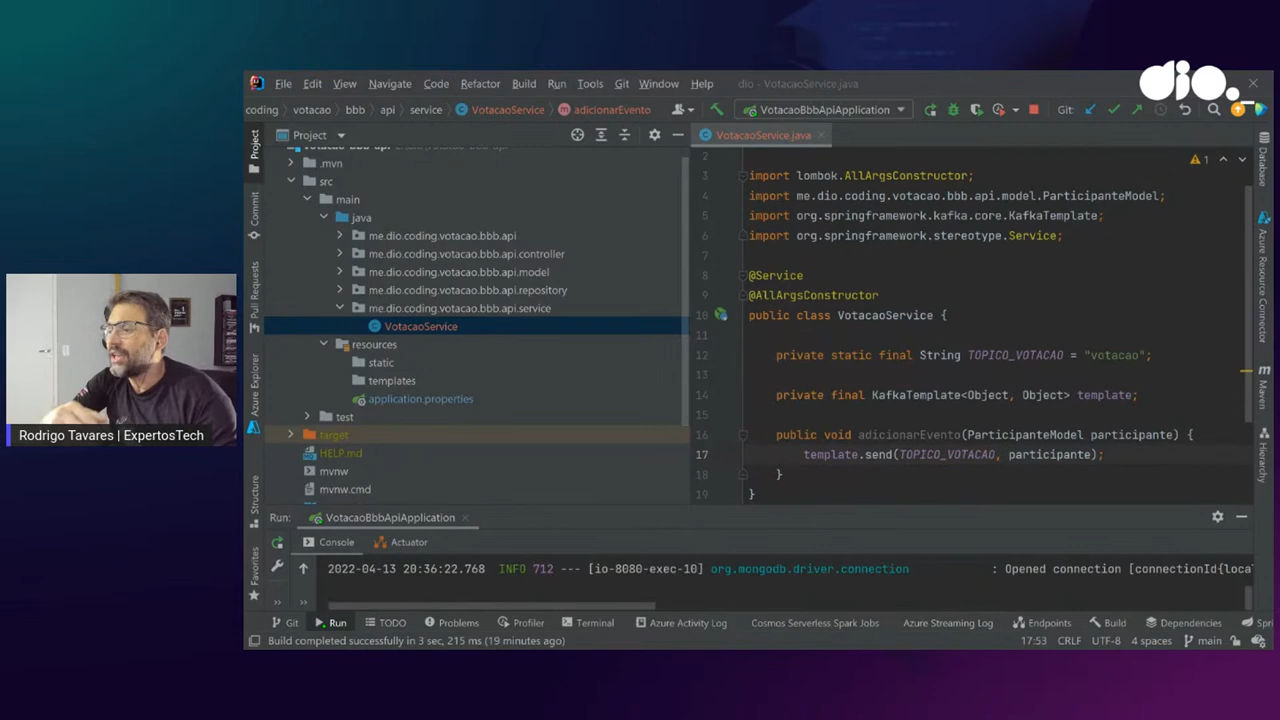 dio.
File Edit View Navigate Code Refactor Build Run Tools Git Window Help dio - VotacaoService.java
coding votacao bbb api service VotacaoService adicionarEvento VotacaoBbbApiApplication Git:
Project
VotacaoService.java
.mvn
src
main
java
me.dio.coding.votacao.bbb.api
me.dio.coding.votacao.bbb.api.controller
me.dio.coding.votacao.bbb.api.model
me.dio.coding.votacao.bbb.api.repository
me.dio.coding.votacao.bbb.api.service
VotacaoService
resources
static
templates
application.properties
test
target
HELP.md
mvnw
mvnw.cmd
2
3 import lombok.AllArgsConstructor;
4 import me.dio.coding.votacao.bbb.api.model.ParticipanteModel;
5 import org.springframework.kafka.core.KafkaTemplate;
6 import org.springframework.stereotype.Service;
7
8 @Service
9 @AllArgsConstructor
10 public class VotacaoService {
11
12 private static final String TOPICO_VOTACAO = "votacao";
13
14 private final KafkaTemplate<Object, Object> template;
15
16 public void adicionarEvento(ParticipanteModel participante) {
17 template.send(TOPICO_VOTACAO, participante);
18 }
19 }
1
Project
Commit
Pull Requests
Azure Explorer
Structure
Favorites
Database
Azure Resource Connector
Maven
Hierarchy
Rodrigo Tavares | ExpertosTech
Run: VotacaoBbbApiApplication
Console Actuator
2022-04-13 20:36:22.768 INFO 712 --- [io-8080-exec-10] org.mongodb.driver.connection : Opened connection [connectionId{loca
Git Run TODO Problems Profiler Terminal Azure Activity Log Cosmos Serverless Spark Jobs Azure Streaming Log Endpoints Build Dependencies Spri
Build completed successfully in 3 sec, 215 ms (19 minutes ago) 17:53 CRLF UTF-8 4 spaces main